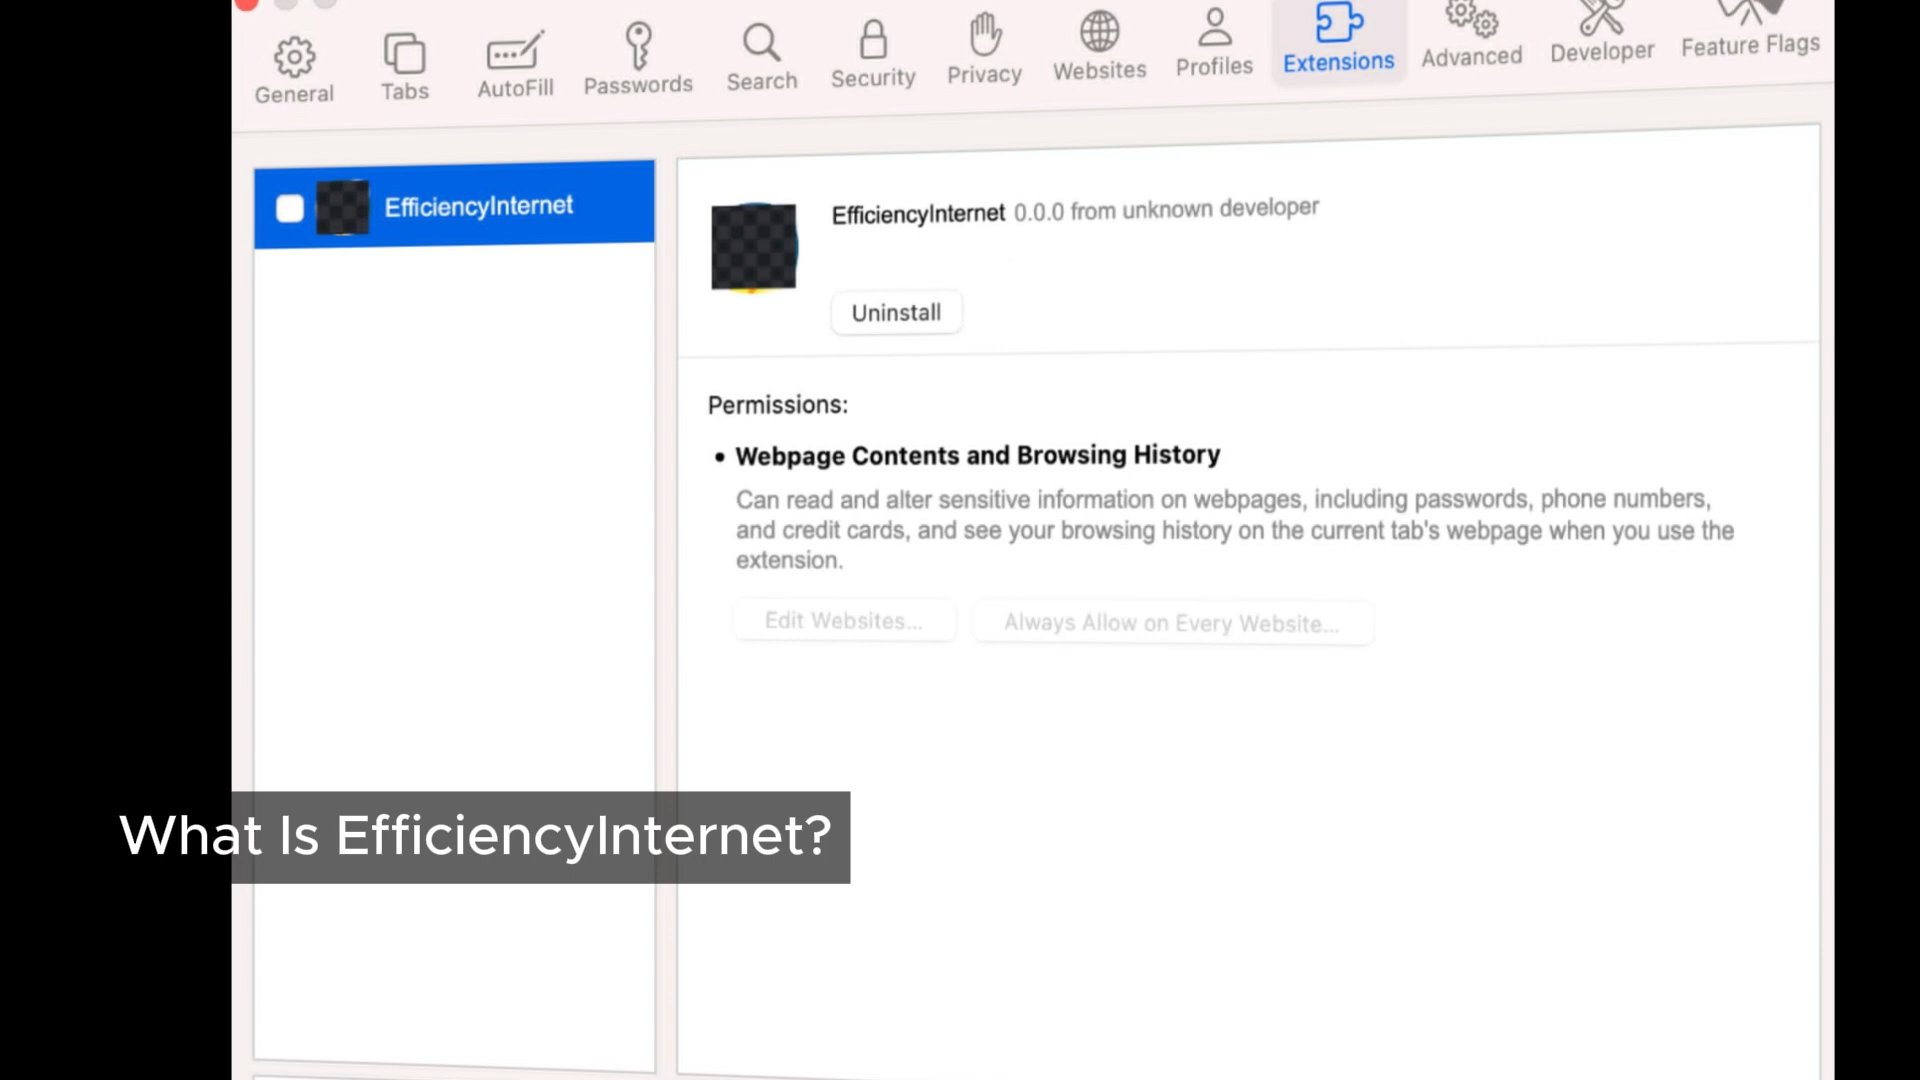 General
Tabs
AutoFill
Passwords
Search
Security
Privacy
Websites
Profiles
Extensions
Advanced
Developer
Feature Flags
EfficiencyInternet
EfficiencyInternet 0.0.0 from unknown developer
Uninstall
Permissions:
• Webpage Contents and Browsing History
Can read and alter sensitive information on webpages, including passwords, phone numbers,
and credit cards, and see your browsing history on the current tab's webpage when you use the
extension.
Edit Websites...
Always Allow on Every Website...
What Is EfficiencyInternet?